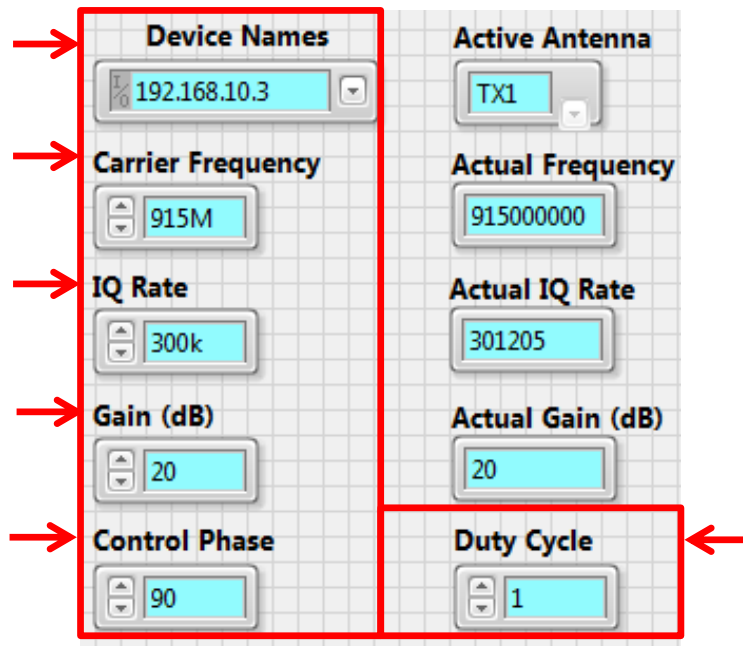 Device Names
I/O 192.168.10.3
Active Antenna
TX1
Carrier Frequency
915M
Actual Frequency
915000000
IQ Rate
300k
Actual IQ Rate
301205
Gain (dB)
20
Actual Gain (dB)
20
Control Phase
90
Duty Cycle
1